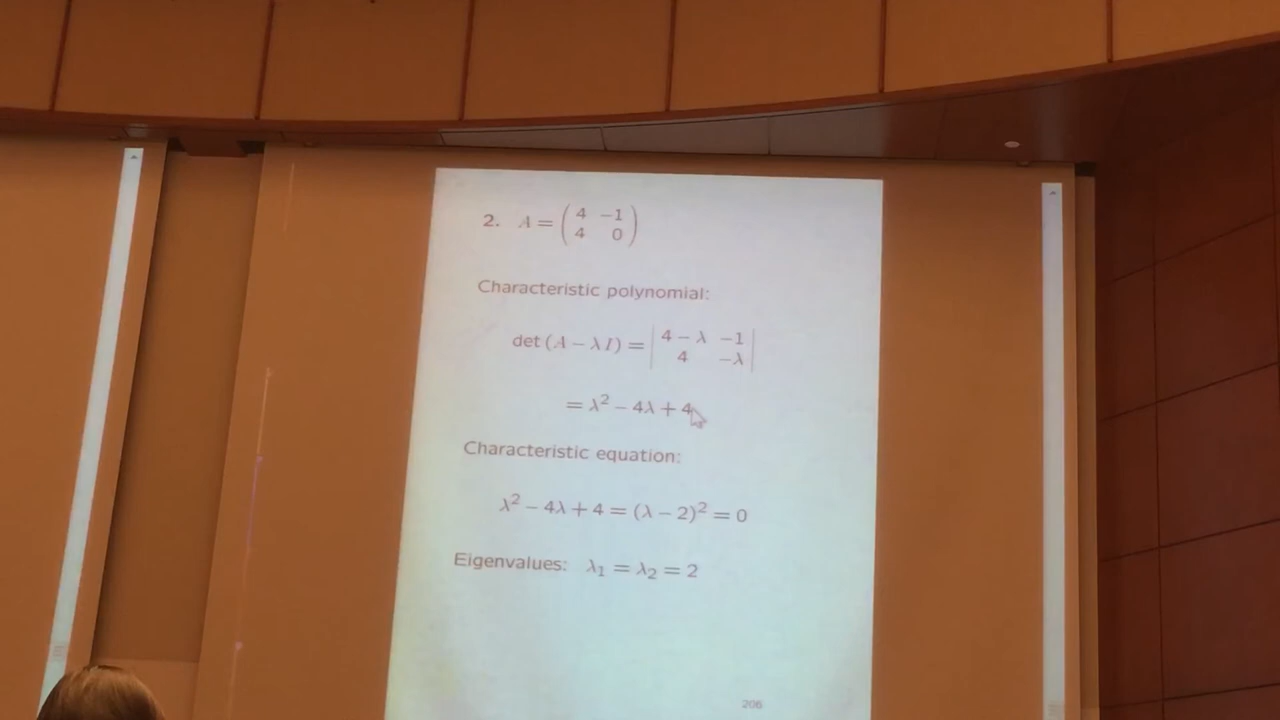 2. A = ( 4 −1
4 0 )
Characteristic polynomial:
det (A − λI) = | 4 − λ −1
4 −λ |
= λ² − 4λ + 4
Characteristic equation:
λ² − 4λ + 4 = (λ − 2)² = 0
Eigenvalues: λ₁ = λ₂ = 2
206